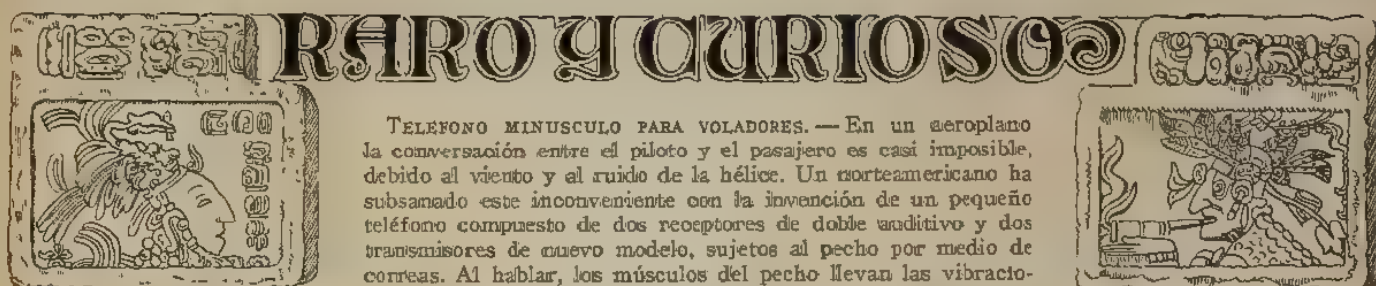 RARO Y CURIOSO
TELEFONO MINUSCULO PARA VOLADORES. — En un aeroplano
la conversación entre el piloto y el pasajero es casi imposible,
debido al viento y al ruido de la hélice. Un norteamericano ha
subsanado este inconveniente con la invención de un pequeño
teléfono compuesto de dos receptores de doble auditivo y dos
transmisores de nuevo modelo, sujetos al pecho por medio de
correas. Al hablar, los músculos del pecho llevan las vibracio-